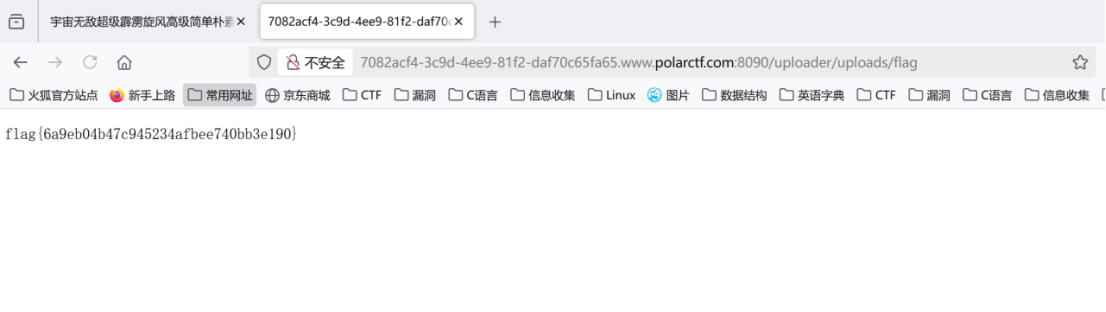 宇宙无敌超级霹雳旋风高级简单朴素
7082acf4-3c9d-4ee9-81f2-daf70c
不安全 7082acf4-3c9d-4ee9-81f2-daf70c65fa65.www.polarctf.com:8090/uploader/uploads/flag
火狐官方站点 新手上路 常用网址 京东商城 CTF 漏洞 C语言 信息收集 Linux 图片 数据结构 英语字典 CTF 漏洞 C语言 信息收集
flag{6a9eb04b47c945234afbee740bb3e190}